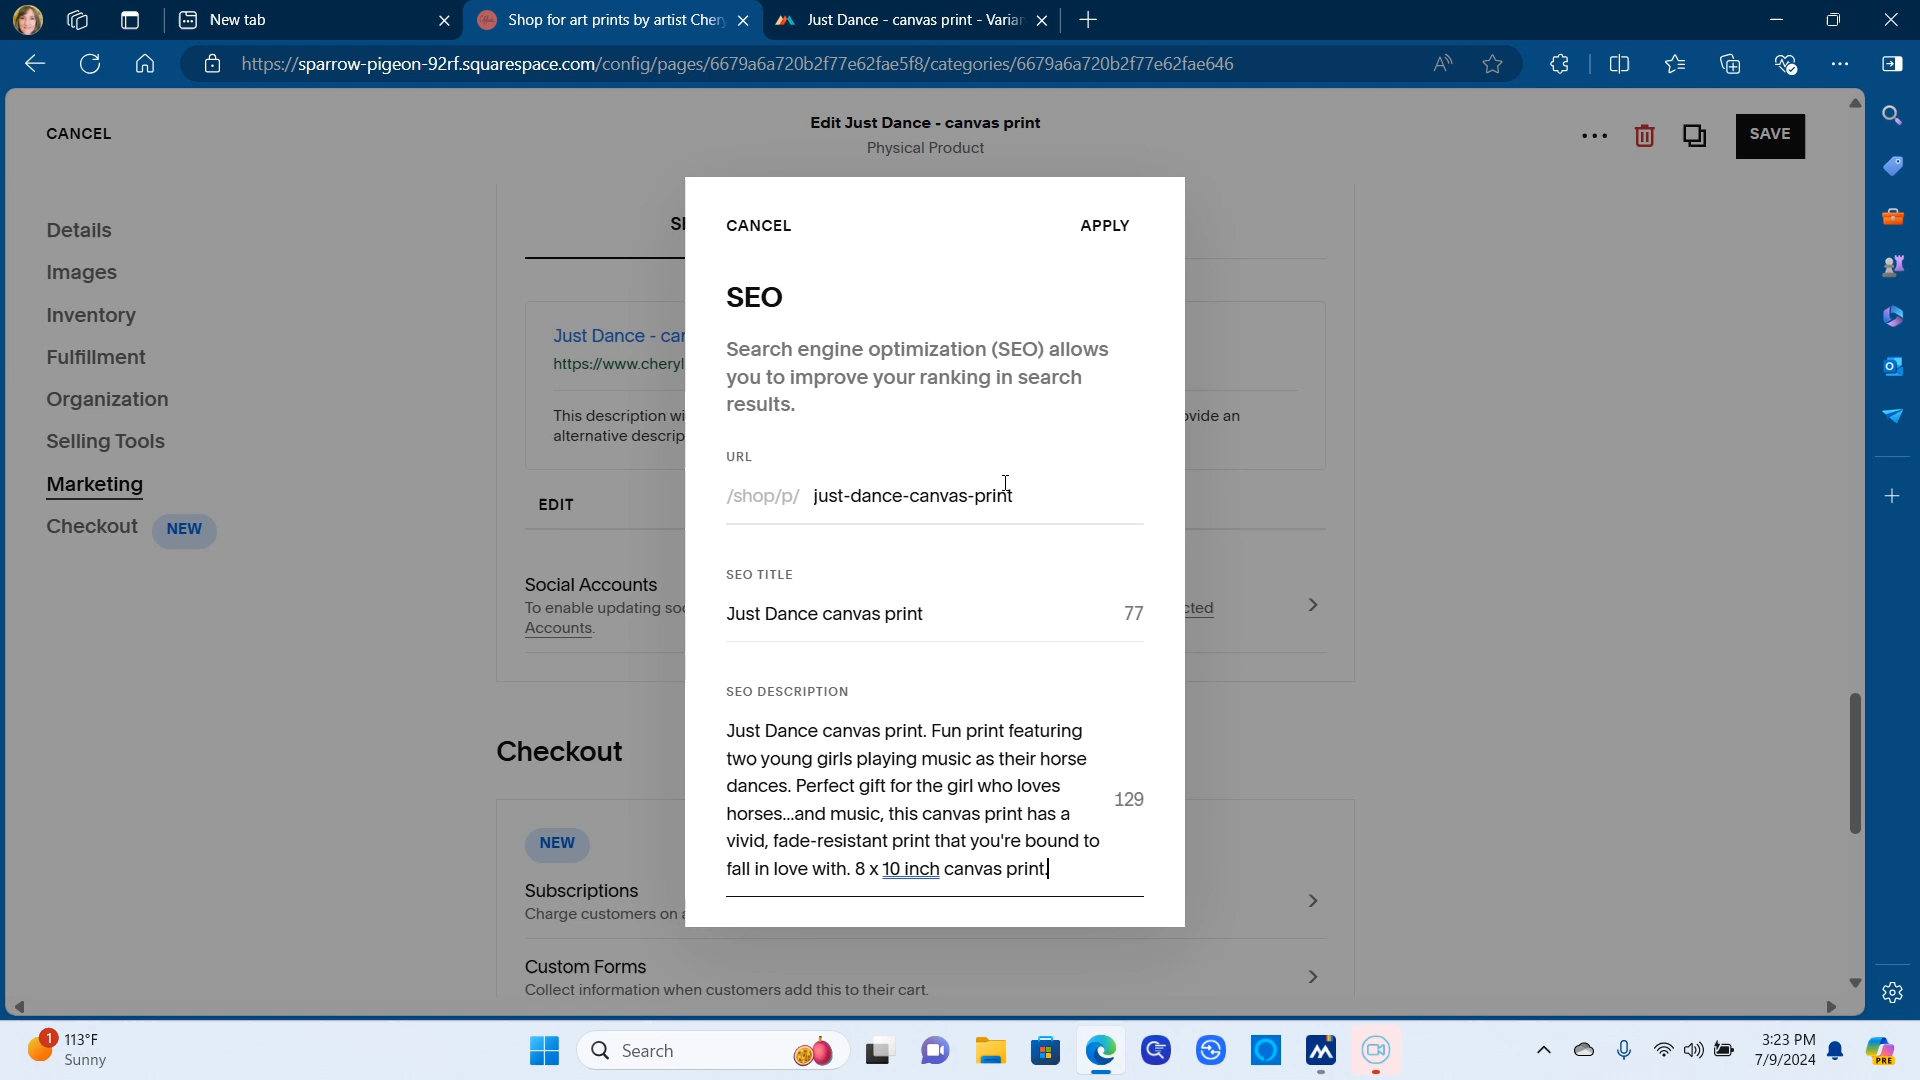 New tab
Shop for art prints by artist Cher
Just Dance - canvas print - Varia
https://sparrow-pigeon-92rf.squarespace.com/config/pages/6679a6a720b2f77e62fae5f8/categories/6679a6a720b2f77e62fae646
CANCEL
Edit Just Dance - canvas print
Physical Product
SAVE
Details
Images
Inventory
Fulfillment
Organization
Selling Tools
Marketing
Checkout NEW
Just Dance - car
https://www.cheryl
This description wi
ovide an
alternative descrip
EDIT
Social Accounts
To enable updating so
cted
Accounts.
Checkout
NEW
Subscriptions
Charge customers on a
Custom Forms
Collect information when customers add this to their cart.
CANCEL
APPLY
SEO
Search engine optimization (SEO) allows
you to improve your ranking in search
results.
URL
/shop/p/ just-dance-canvas-print
SEO TITLE
Just Dance canvas print 77
SEO DESCRIPTION
Just Dance canvas print. Fun print featuring
two young girls playing music as their horse
dances. Perfect gift for the girl who loves
horses...and music, this canvas print has a
vivid, fade-resistant print that you're bound to
fall in love with. 8 x 10 inch canvas print.
129
1
113°F
Sunny
Search
3:23 PM
7/9/2024
PRE